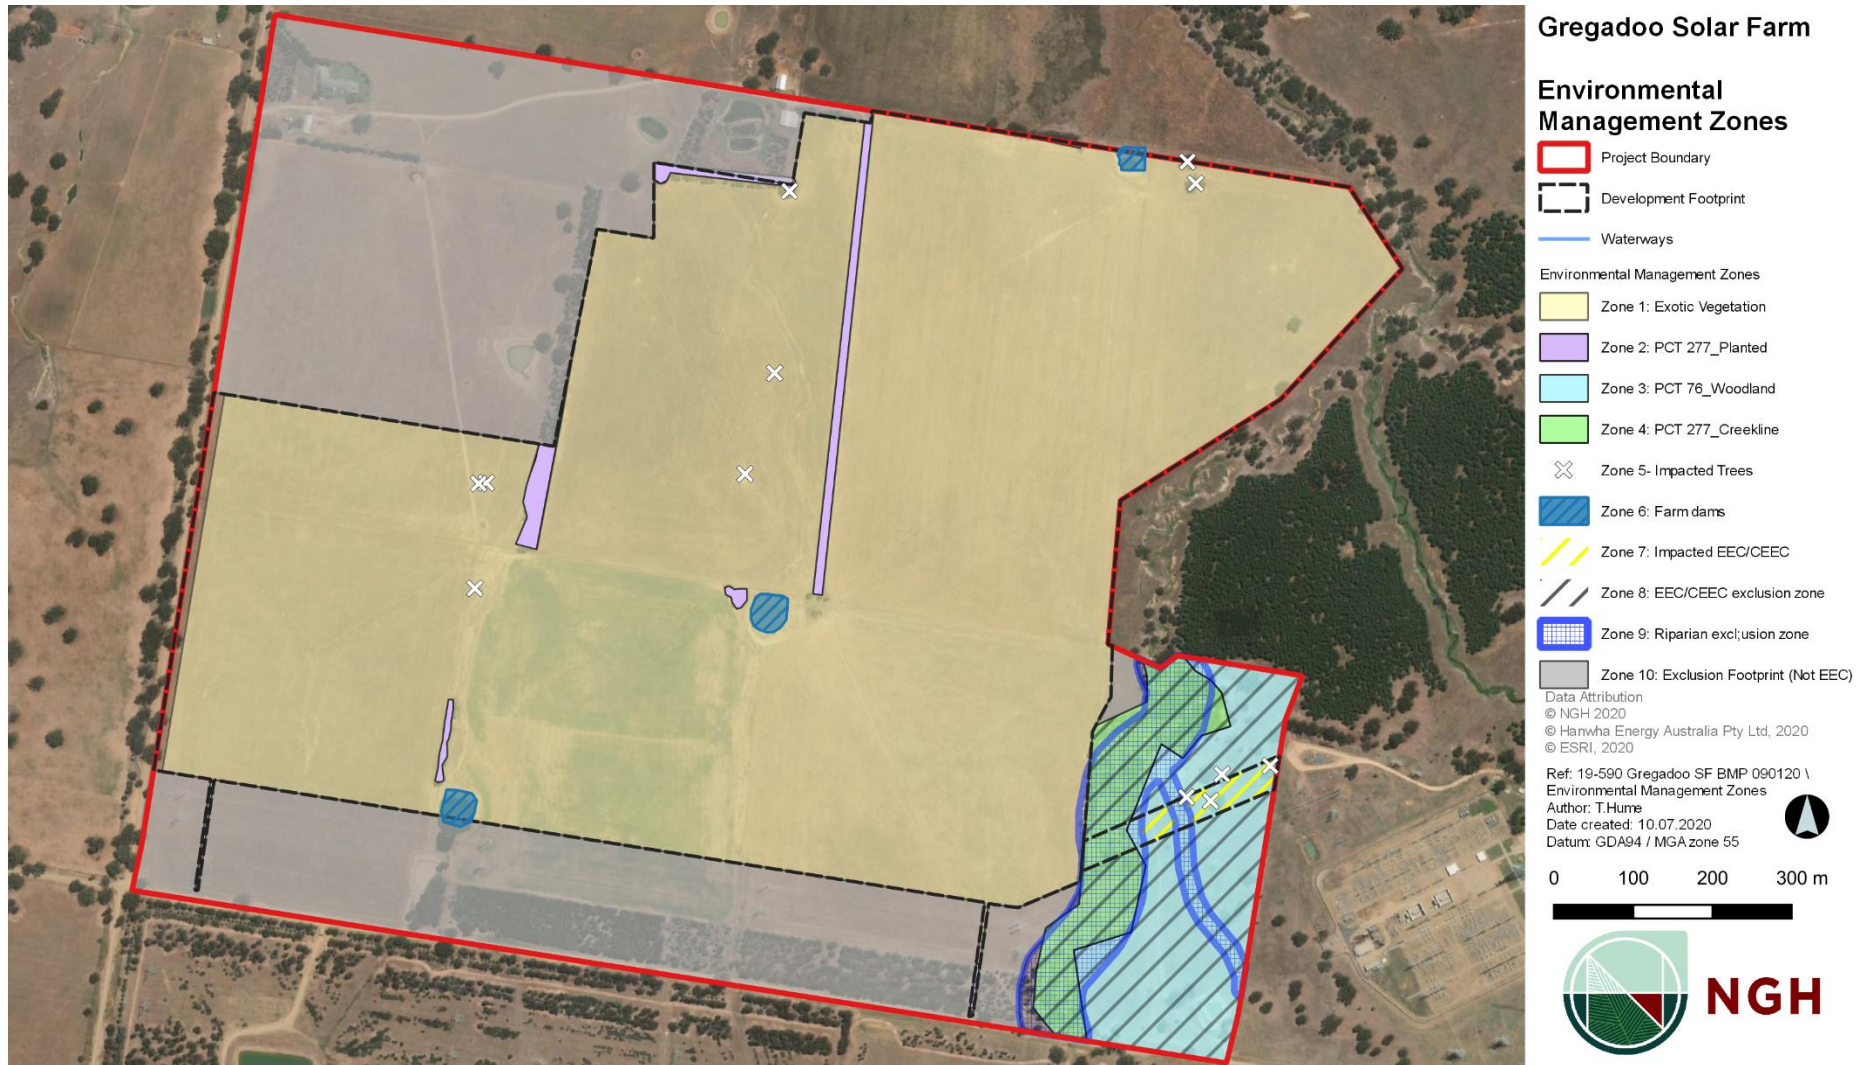 Gregadoo Solar Farm
Environmental
Management Zones
Project Boundary
Development Footprint
Waterways
Environmental Management Zones
Zone 1: Exotic Vegetation
Zone 2: PCT 277_Planted
Zone 3: PCT 76_Woodland
Zone 4: PCT 277_Creekline
Zone 5- Impacted Trees
Zone 6: Farm dams
Zone 7: Impacted EEC/CEEC
Zone 8: EEC/CEEC exclusion zone
Zone 9: Riparian excl;usion zone
Zone 10: Exclusion Footprint (Not EEC)
Data Attribution
© NGH 2020
© Hanwha Energy Australia Pty Ltd, 2020
© ESRI, 2020
Ref: 19-590 Gregadoo SF BMP 090120 \
Environmental Management Zones
Author: T.Hume
Date created: 10.07.2020
Datum: GDA94 / MGA zone 55
0 100 200 300 m
NGH